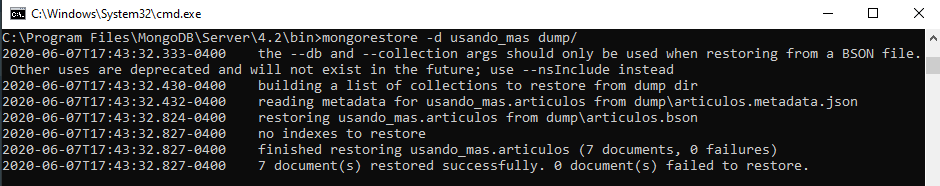 C:\Windows\System32\cmd.exe
C:\Program Files\MongoDB\Server\4.2\bin>mongorestore -d usando_mas dump/
2020-06-07T17:43:32.333-0400    the --db and --collection args should only be used when restoring from a BSON file.
Other uses are deprecated and will not exist in the future; use --nsInclude instead
2020-06-07T17:43:32.430-0400    building a list of collections to restore from dump dir
2020-06-07T17:43:32.432-0400    reading metadata for usando_mas.articulos from dump\articulos.metadata.json
2020-06-07T17:43:32.824-0400    restoring usando_mas.articulos from dump\articulos.bson
2020-06-07T17:43:32.827-0400    no indexes to restore
2020-06-07T17:43:32.827-0400    finished restoring usando_mas.articulos (7 documents, 0 failures)
2020-06-07T17:43:32.827-0400    7 document(s) restored successfully. 0 document(s) failed to restore.